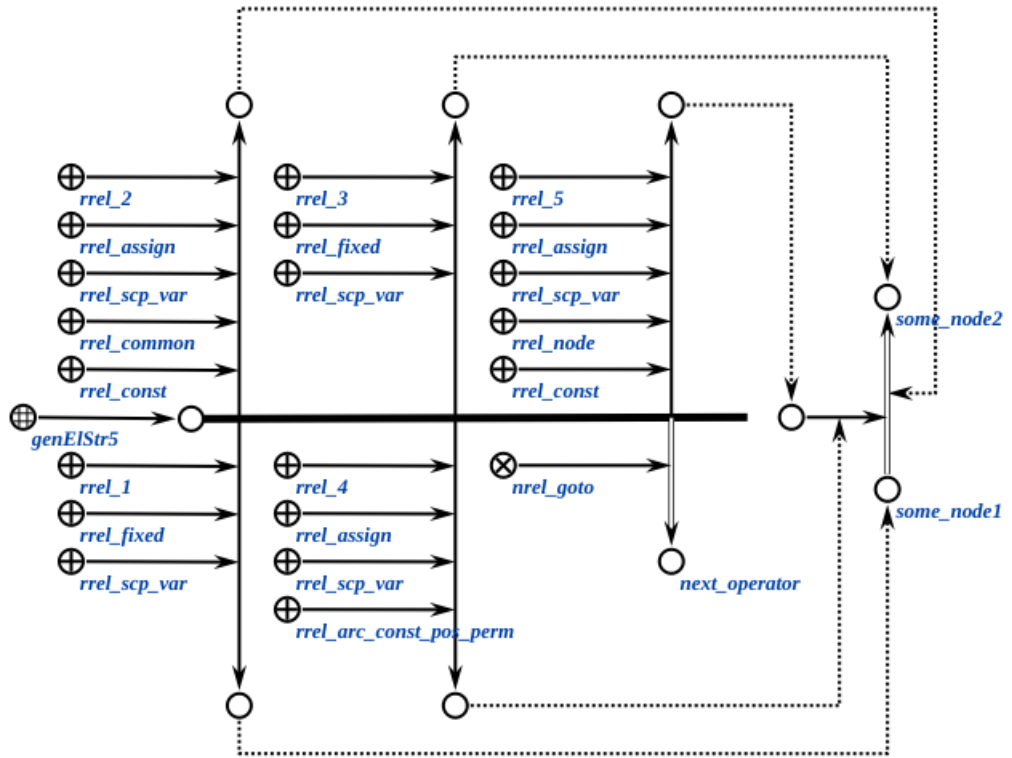 rrel_2
rrel_3
rrel_5
rrel_assign
rrel_fixed
rrel_assign
rrel_scp_var
rrel_scp_var
rrel_scp_var
some_node2
rrel_common
rrel_node
rrel_const
rrel_const
genElStr5
rrel_1
rrel_4
nrel_goto
some_node1
rrel_fixed
rrel_assign
rrel_scp_var
rrel_scp_var
next_operator
rrel_arc_const_pos_perm